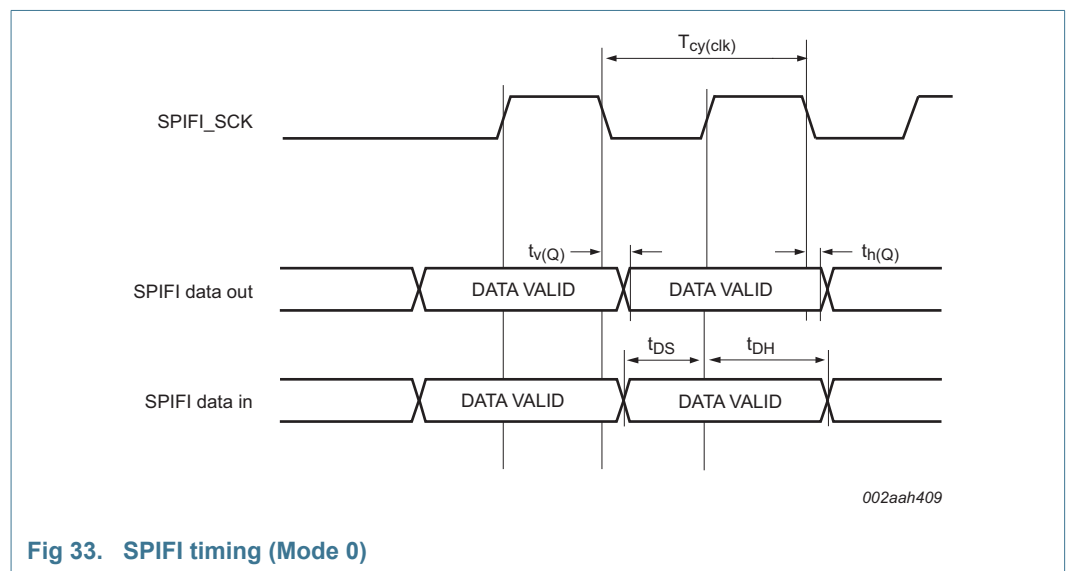 Tcy(clk)
SPIFI_SCK
tv(Q)
th(Q)
SPIFI data out
DATA VALID
DATA VALID
tDS
tDH
SPIFI data in
DATA VALID
DATA VALID
002aah409
Fig 33. SPIFI timing (Mode 0)